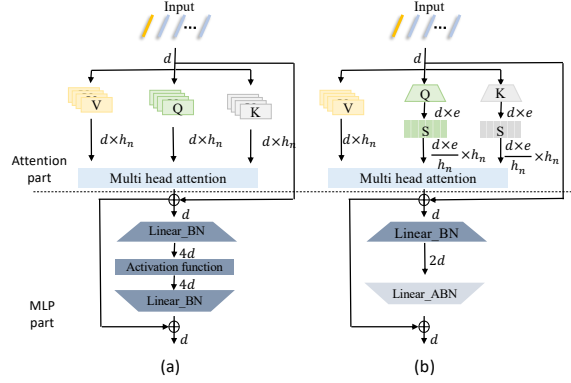 Input
d
V
Q
K
d×hₙ
d×hₙ
d×hₙ
Attention part
Multi head attention
d
Linear_BN
4d
Activation function
4d
Linear_BN
MLP part
d
(a)
Input
d
V
Q
K
d×e
d×e
S
S
d×hₙ
d×e/hₙ ×hₙ
d×e/hₙ ×hₙ
Multi head attention
d
Linear_BN
2d
Linear_ABN
d
(b)